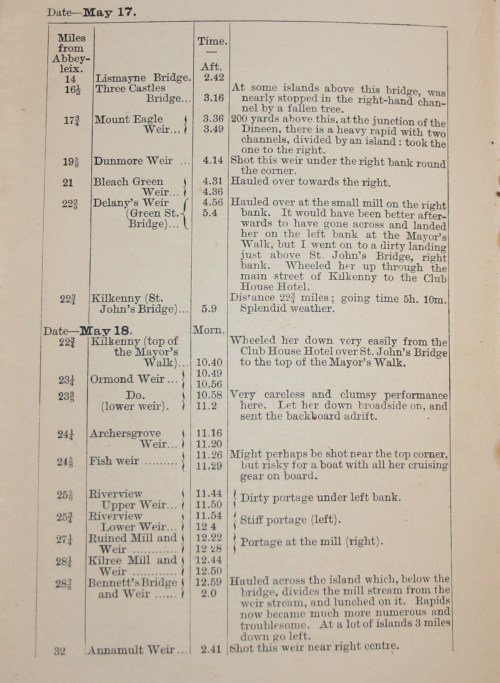 Date—May 17.
Miles from Abbey-leix. Time. —
Aft.
14 Lismayne Bridge. 2.42
16½ Three Castles At some islands above this bridge, was
Bridge... 3.16 nearly stopped in the right-hand chan-
nel by a fallen tree.
17¾ Mount Eagle 3.36 200 yards above this, at the junction of the
Weir... 3.49 Dineen, there is a heavy rapid with two
channels, divided by an island : took the
one to the right.
Dunmore Weir ... 4.14 Shot this weir under the right bank round
the corner.
21 Bleach Green 4.31 Hauled over towards the right.
Weir... 4.36
Delany's Weir 4.56 Hauled over at the small mill on the right
(Green St. 5.4 bank. It would have been better after-
Bridge)... wards to have gone across and landed
her on the left bank at the Mayor's
Walk, but I went on to a dirty landing
just above St. John's Bridge, right
bank. Wheeled her up through the
main street of Kilkenny to the Club
House Hotel.
22¾ Kilkenny (St. Distance 22¾ miles ; going time 5h. 10m.
John's Bridge)... 5.9 Splendid weather.
Date—May 18. Morn.
22¾ Kilkenny (top of Wheeled her down very easily from the
the Mayor's Club House Hotel over St. John's Bridge
Walk)... 10.40 to the top of the Mayor's Walk.
23¼ Ormond Weir ... 10.49
10.56
Do. 10.58 Very careless and clumsy performance
(lower weir). 11.2 here. Let her down broadside on, and
sent the backboard adrift.
24¼ Archersgrove 11.16
Weir... 11.20
Fish weir ......... 11.26 Might perhaps be shot near the top corner,
11.29 but risky for a boat with all her cruising
gear on board.
Riverview 11.44 Dirty portage under left bank.
Upper Weir... 11.50
25¾ Riverview 11.54 Stiff portage (left).
Lower Weir... 12 4
27¼ Ruined Mill and 12.22 Portage at the mill (right).
Weir ............ 12 28
28¼ Kilree Mill and 12.44
Weir ............ 12.50
Bennett's Bridge 12.59 Hauled across the island which, below the
and Weir ...... 2.0 bridge, divides the mill stream from the
weir stream, and lunched on it. Rapids
now became much more numerous and
troublesome. At a lot of islands 3 miles
down go left.
32 Annamult Weir... 2.41 Shot this weir near right centre.